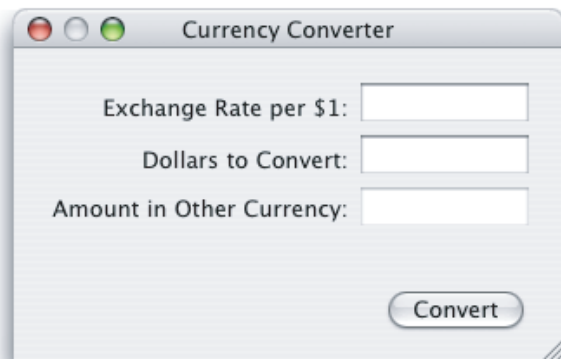 Currency Converter
Exchange Rate per $1:
Dollars to Convert:
Amount in Other Currency:
Convert